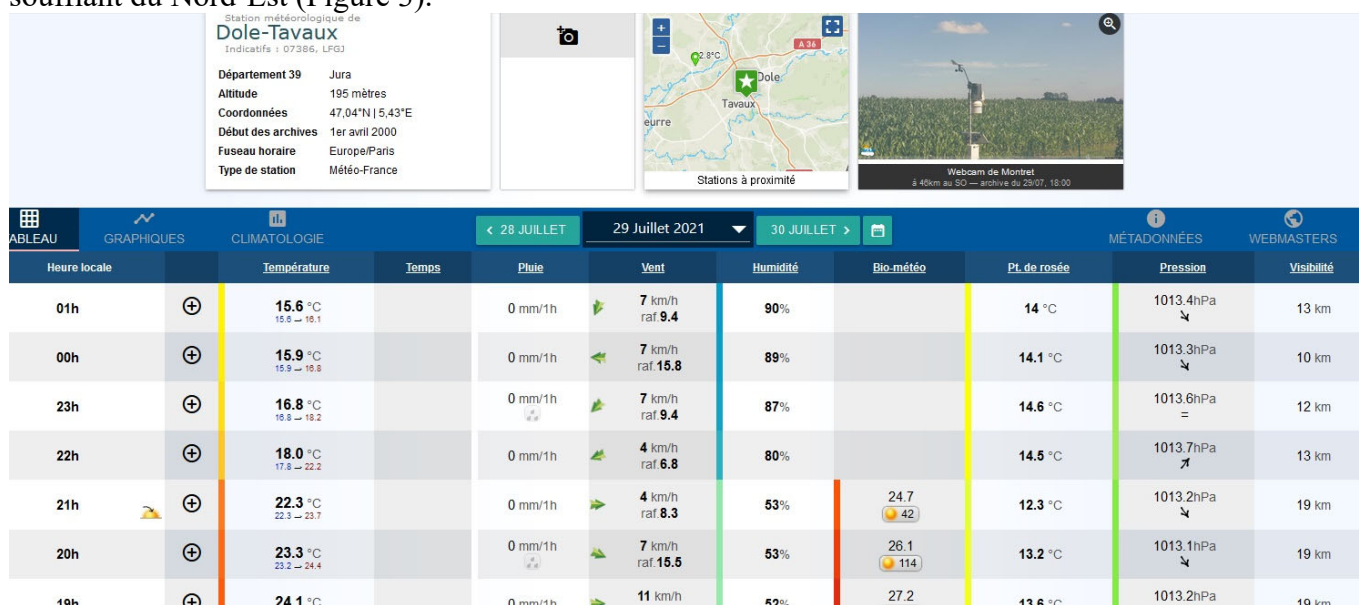 soufflant du Nord-Est (Figure 3).
Station météorologique de
Dole-Tavaux
Indicatifs : 07386, LFGJ
Département 39 Jura
Altitude 195 mètres
Coordonnées 47,04°N | 5,43°E
Début des archives 1er avril 2000
Fuseau horaire Europe/Paris
Type de station Météo-France
+
−
2.8°C
A 36
Dole
Tavaux
eurre
Stations à proximité
Webcam de Montret
à 46km au SO — archive du 29/07, 18:00
ABLEAU GRAPHIQUES CLIMATOLOGIE < 28 JUILLET 29 Juillet 2021 30 JUILLET > MÉTADONNÉES WEBMASTERS
Heure locale Température Temps Pluie Vent Humidité Bio-météo Pt. de rosée Pression Visibilité
01h 15.6 °C 0 mm/1h 7 km/h 90% 14 °C 1013.4hPa 13 km
15.6 → 16.1 raf.9.4
00h 15.9 °C 0 mm/1h 7 km/h 89% 14.1 °C 1013.3hPa 10 km
15.9 → 16.8 raf.15.8
23h 16.8 °C 0 mm/1h 7 km/h 87% 14.6 °C 1013.6hPa 12 km
16.8 → 18.2 raf.9.4 =
22h 18.0 °C 0 mm/1h 4 km/h 80% 14.5 °C 1013.7hPa 13 km
17.8 → 22.2 raf.6.8
21h 22.3 °C 0 mm/1h 4 km/h 53% 24.7 12.3 °C 1013.2hPa 19 km
22.3 → 23.7 raf.8.3 42
20h 23.3 °C 0 mm/1h 7 km/h 53% 26.1 13.2 °C 1013.1hPa 19 km
23.2 → 24.4 raf.15.5 114
19h 24.1 °C 0 mm/1h 11 km/h 52% 27.2 13.6 °C 1013.2hPa 19 km